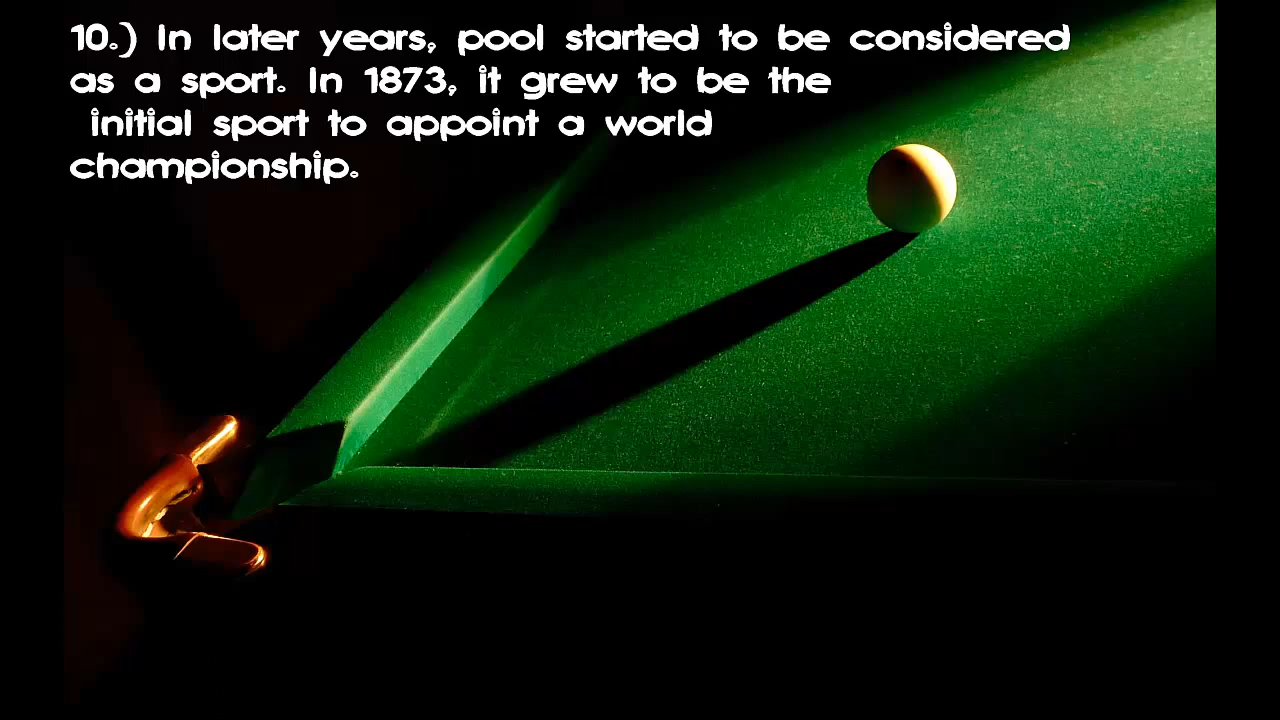 10.) In later years, pool started to be considered
as a sport. In 1873, it grew to be the
initial sport to appoint a world
championship.